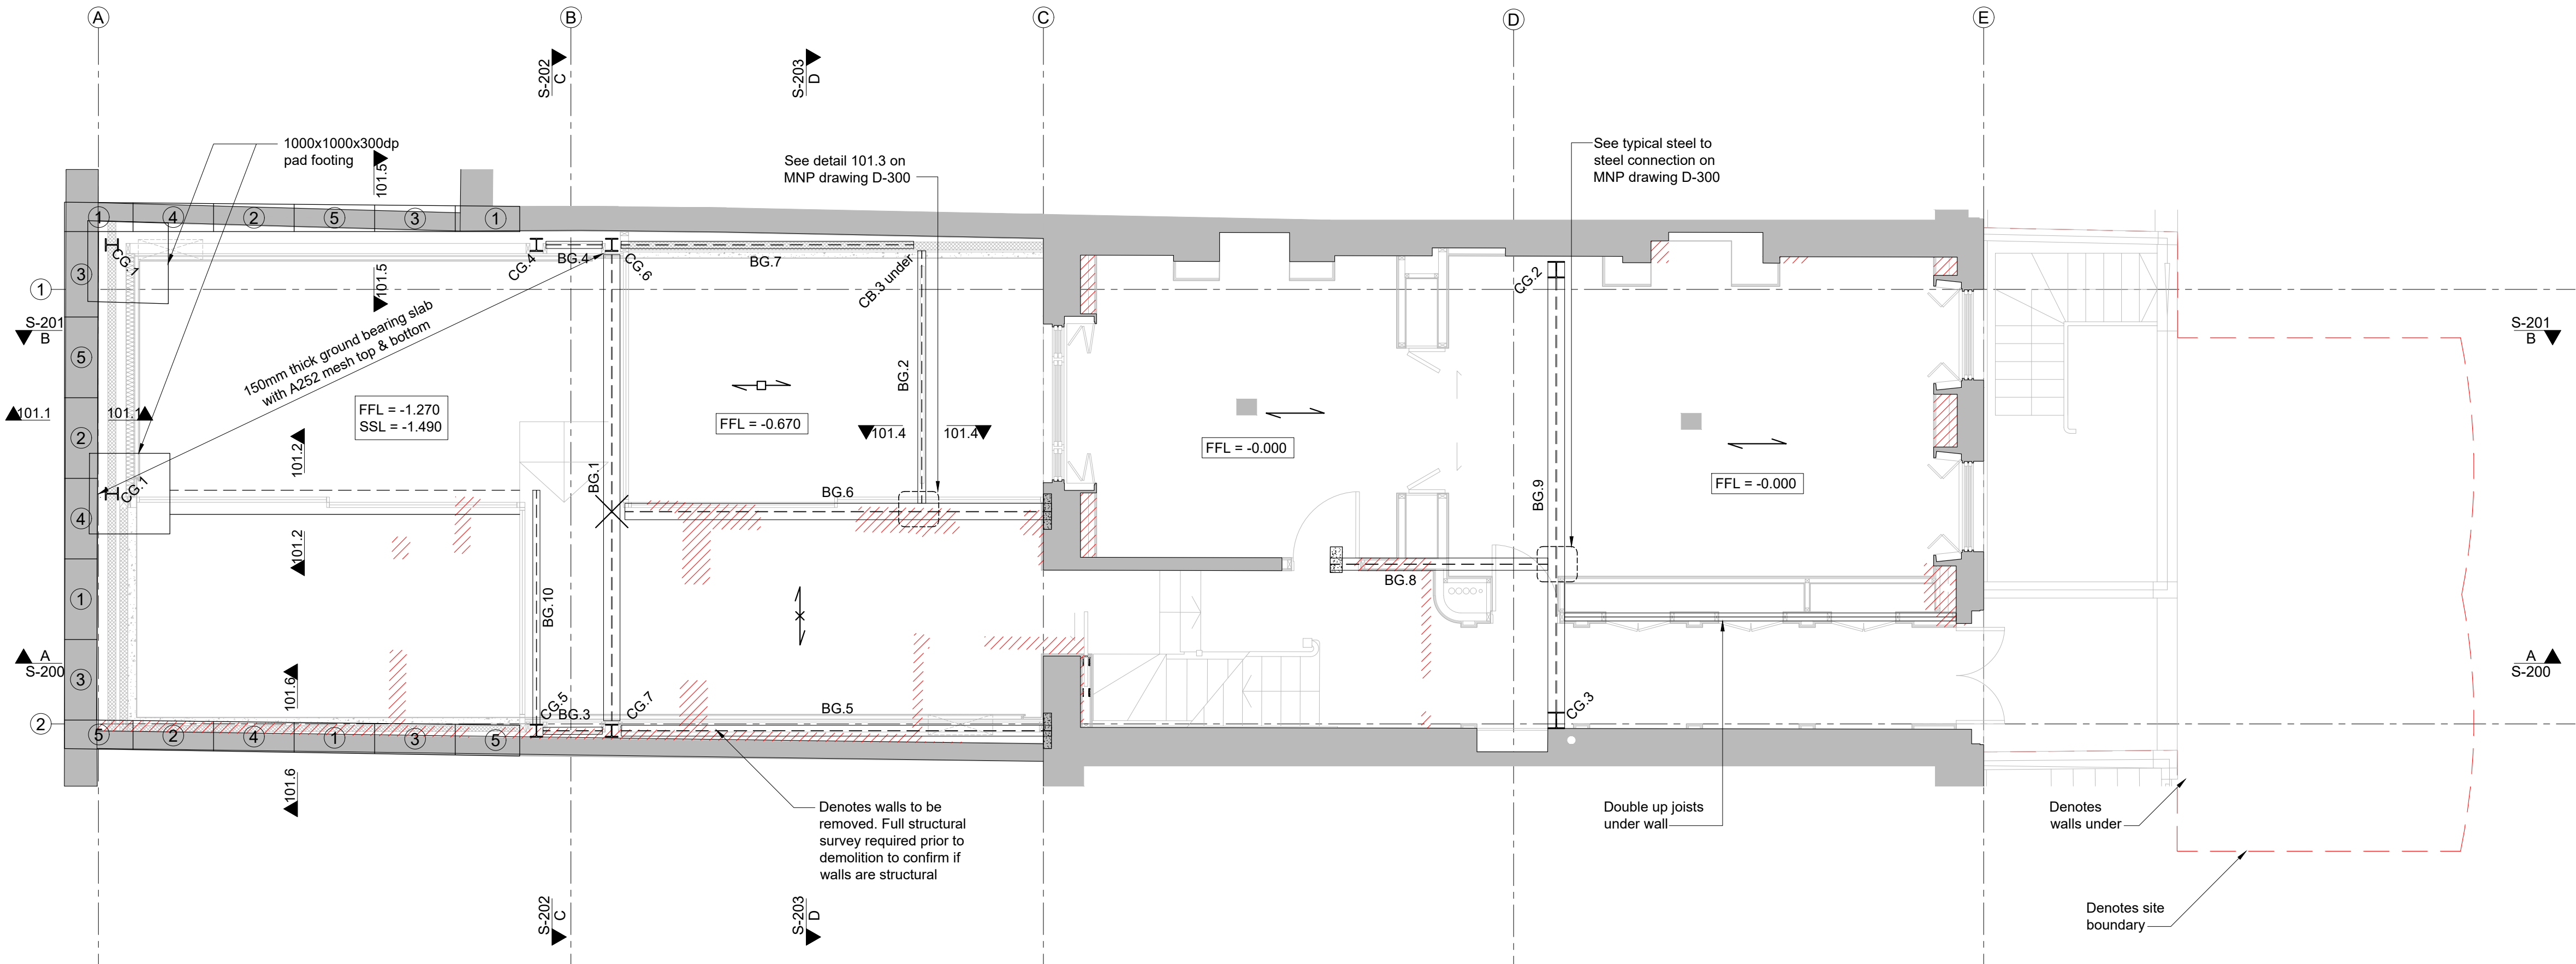 A
B
C
D
E
S-202
C
S-203
D
1000x1000x300dp
pad footing
101.5
See detail 101.3 on
MNP drawing D-300
See typical steel to
steel connection on
MNP drawing D-300
1
4
2
5
3
1
3
5
2
4
1
3
CG.1
CG.4
BG.4
CG.6
BG.7
CB.3 under
CG.2
101.5
1
S-201
B
S-201
B
150mm thick ground bearing slab
with A252 mesh top & bottom
BG.2
FFL = -1.270
SSL = -1.490
FFL = -0.670
FFL = -0.000
FFL = -0.000
101.1
101.1
101.2
101.4
101.4
BG.1
CG.1
BG.6
BG.9
101.2
BG.8
BG.10
A
S-200
A
S-200
101.6
CG.5
BG.3
CG.7
BG.5
CG.3
2
5
2
4
1
3
5
101.6
Denotes walls to be
removed. Full structural
survey required prior to
demolition to confirm if
walls are structural
Double up joists
under wall
Denotes
walls under
S-202
C
S-203
D
Denotes site
boundary